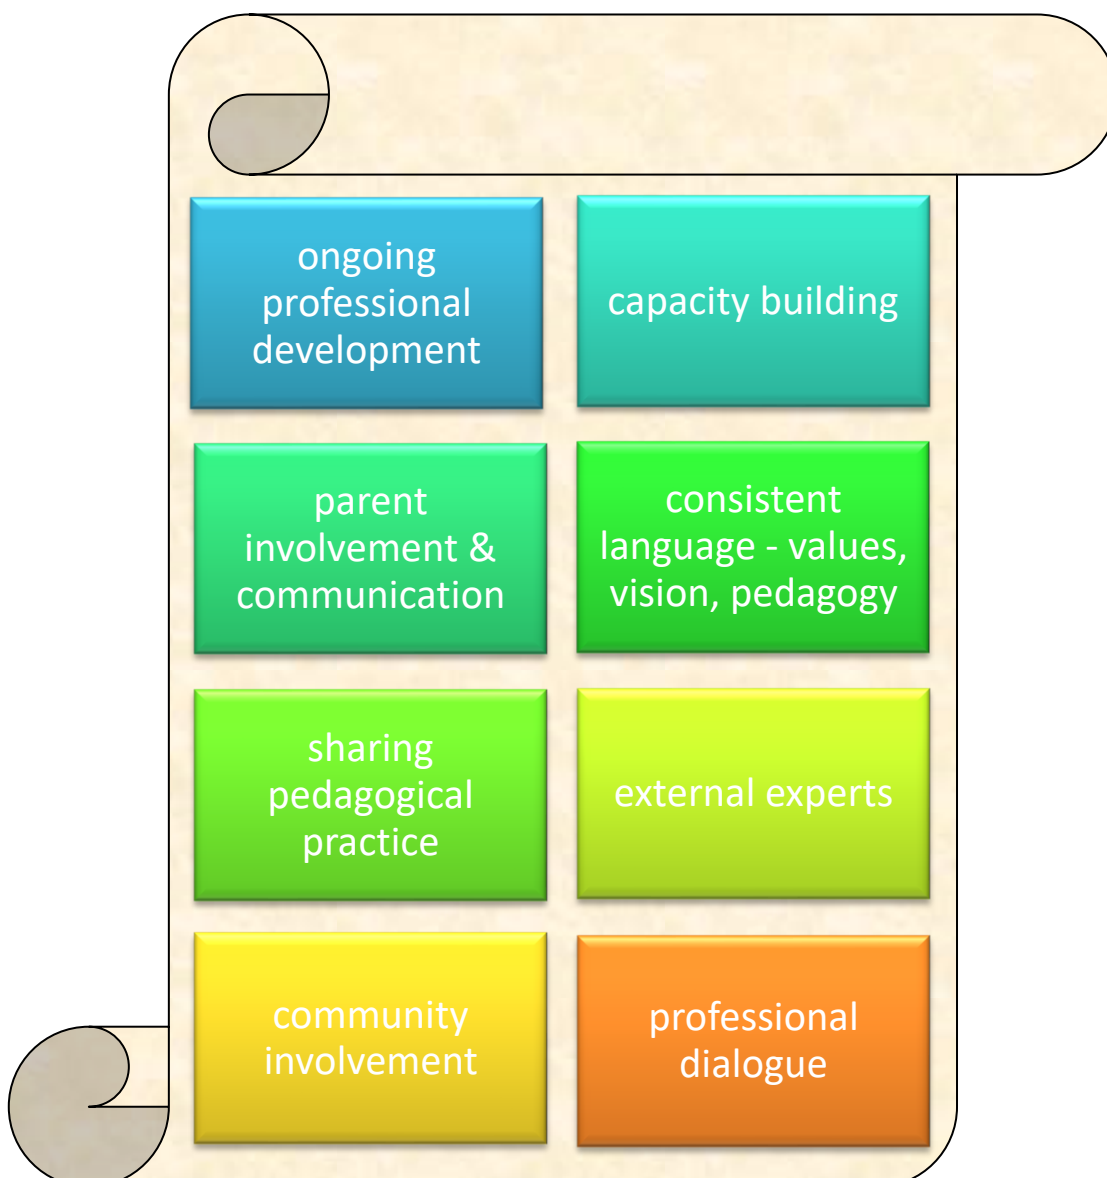 ongoing
professional
development
capacity building
parent
involvement &
communication
consistent
language - values,
vision, pedagogy
sharing
pedagogical
practice
external experts
community
involvement
professional
dialogue